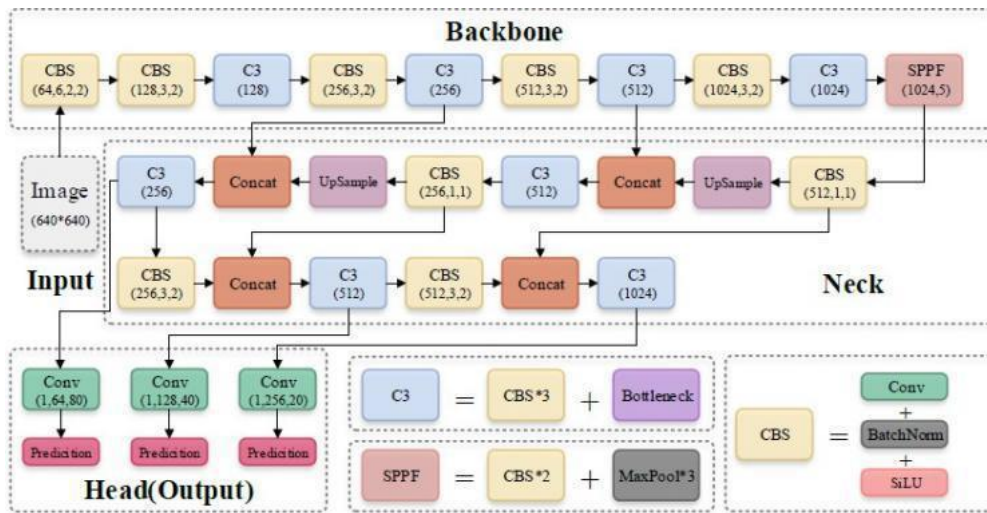 Backbone
CBS
(64,6,2,2)
CBS
(128,3,2)
C3
(128)
CBS
(256,3,2)
C3
(256)
CBS
(512,3,2)
C3
(512)
CBS
(1024,3,2)
C3
(1024)
SPPF
(1024,5)
Image
(640*640)
Input
C3
(256)
Concat
UpSample
CBS
(256,1,1)
C3
(512)
Concat
UpSample
CBS
(512,1,1)
CBS
(256,3,2)
Concat
C3
(512)
CBS
(512,3,2)
Concat
C3
(1024)
Neck
Conv
(1,64,80)
Conv
(1,128,40)
Conv
(1,256,20)
Predicition
Predicition
Predicition
Head(Output)
C3 = CBS*3 + Bottleneck
SPPF = CBS*2 + MaxPool*3
CBS =
Conv
+
BatchNorm
+
SiLU